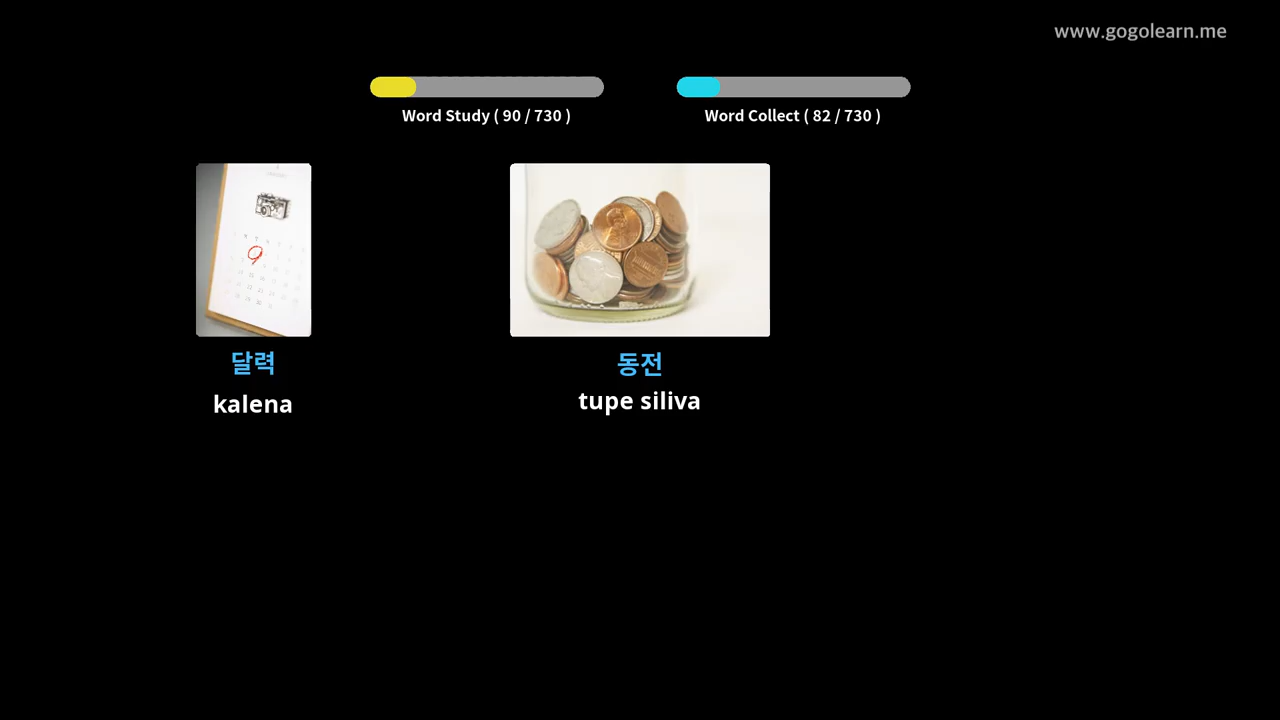 www.gogolearn.me
Word Study ( 90 / 730 )
Word Collect ( 82 / 730 )
달력
kalena
동전
tupe siliva